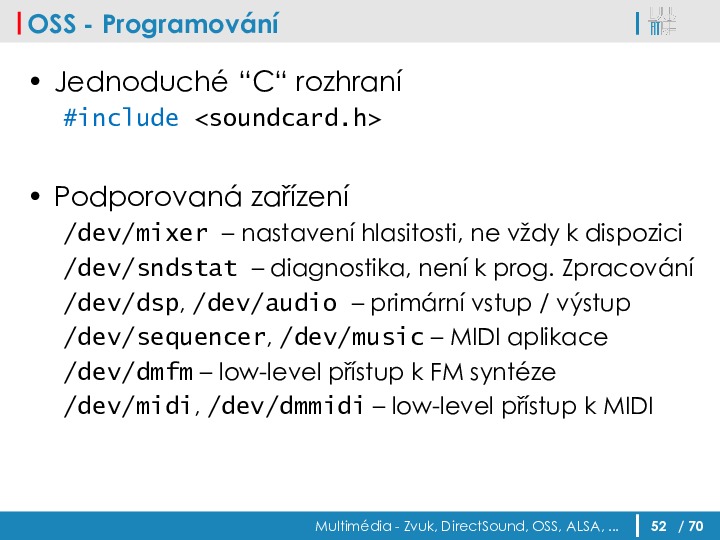 OSS - Programování
• Jednoduché “C“ rozhraní
#include <soundcard.h>
• Podporovaná zařízení
/dev/mixer – nastavení hlasitosti, ne vždy k dispozici
/dev/sndstat – diagnostika, není k prog. Zpracování
/dev/dsp, /dev/audio – primární vstup / výstup
/dev/sequencer, /dev/music – MIDI aplikace
/dev/dmfm – low-level přístup k FM syntéze
/dev/midi, /dev/dmmidi – low-level přístup k MIDI
Multimédia - Zvuk, DirectSound, OSS, ALSA, ... 52 / 70